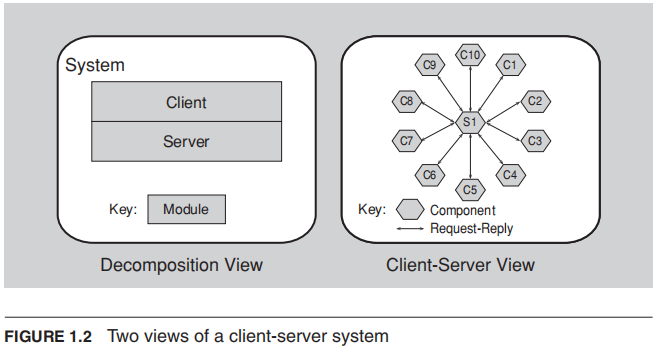 System
Client
Server
Key: Module
Decomposition View
C10
C9
C1
C8
C2
S1
C7
C3
C6
C4
C5
Key: Component
Request-Reply
Client-Server View
FIGURE 1.2 Two views of a client-server system